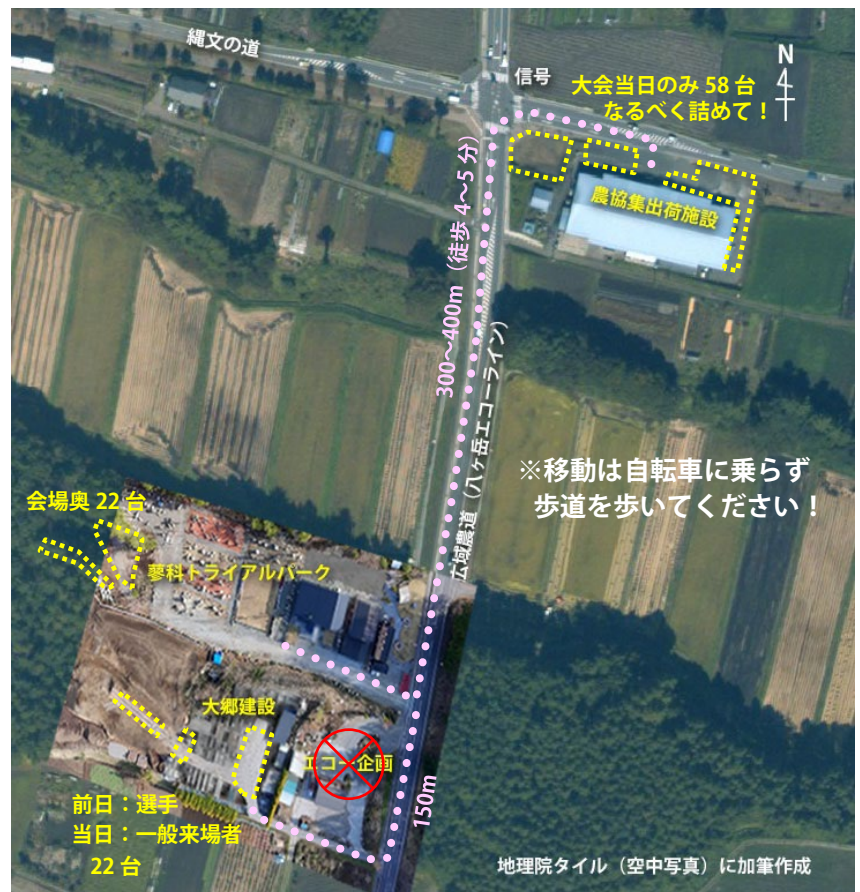 縄文の道
信号
N
4
大会当日のみ 58 台
なるべく詰めて！
農協集出荷施設
300〜400m（徒歩 4〜5 分）
広域農道（八ヶ岳エコーライン）
※移動は自転車に乗らず
歩道を歩いてください！
会場奥 22 台
蓼科トライアルパーク
大郷建設
エコー企画
150m
前日：選手
当日：一般来場者
22 台
地理院タイル（空中写真）に加筆作成